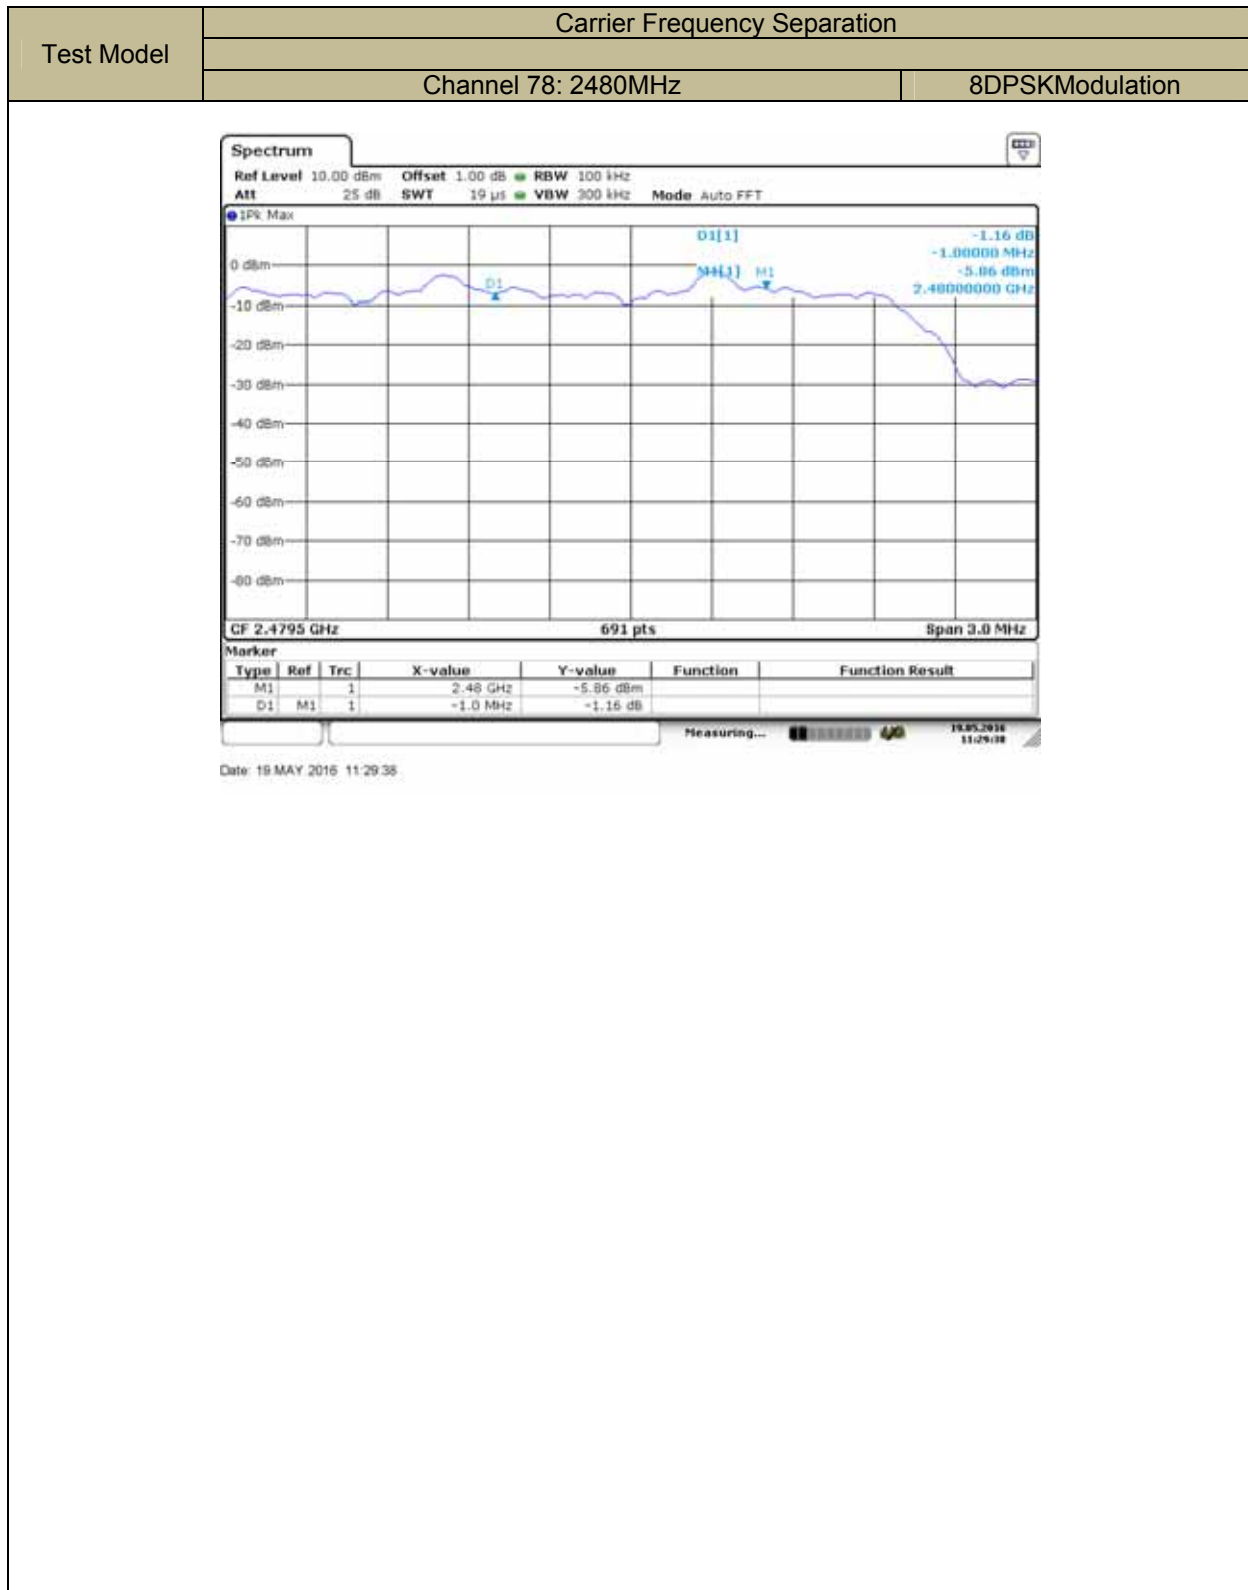 Test Model
Carrier Frequency Separation
Channel 78: 2480MHz 8DPSKModulation
Spectrum
Ref Level 10.00 dBm Offset 1.00 dB RBW 100 kHz
Att 25 dB SWT 19 µs VBW 300 kHz Mode Auto FFT
1Pk Max
D1[1] -1.16 dB
-1.00000 MHz
M1[1] -5.86 dBm
2.48000000 GHz
M1
D1
0 dBm
-10 dBm
-20 dBm
-30 dBm
-40 dBm
-50 dBm
-60 dBm
-70 dBm
-80 dBm
CF 2.4795 GHz 691 pts Span 3.0 MHz
Marker
Type Ref Trc X-value Y-value Function Function Result
M1 1 2.48 GHz -5.86 dBm
D1 M1 1 -1.0 MHz -1.16 dB
Measuring... 19.05.2016
11:29:38
Date: 19.MAY.2016 11:29:38